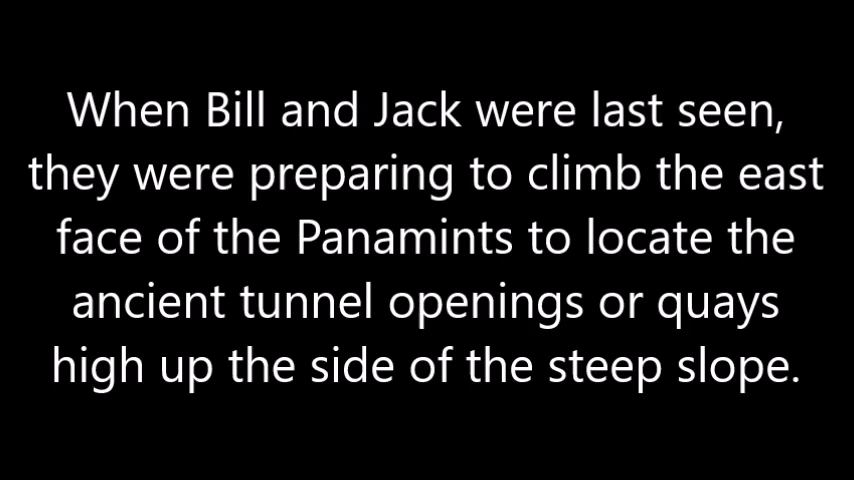 When Bill and Jack were last seen,
they were preparing to climb the east
face of the Panamints to locate the
ancient tunnel openings or quays
high up the side of the steep slope.